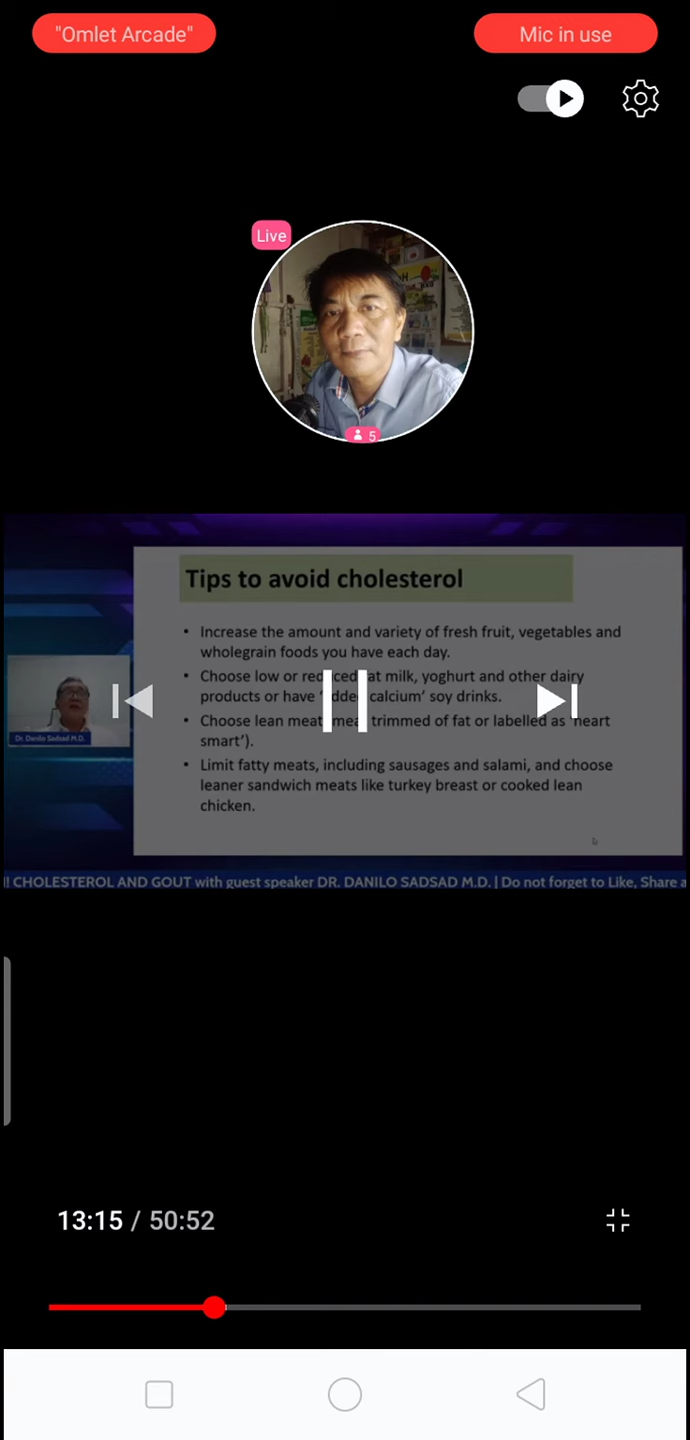 "Omlet Arcade"
Mic in use
Live
5
Tips to avoid cholesterol
• Increase the amount and variety of fresh fruit, vegetables and
wholegrain foods you have each day.
• Choose low or reduced fat milk, yoghurt and other dairy
products or have 'added calcium' soy drinks.
• Choose lean meat meat trimmed of fat or labelled as 'heart
smart').
• Limit fatty meats, including sausages and salami, and choose
leaner sandwich meats like turkey breast or cooked lean
chicken.
Dr. Danilo Sadsad M.D.
!! CHOLESTEROL AND GOUT with guest speaker DR. DANILO SADSAD M.D. | Do not forget to Like, Share a
13:15 / 50:52